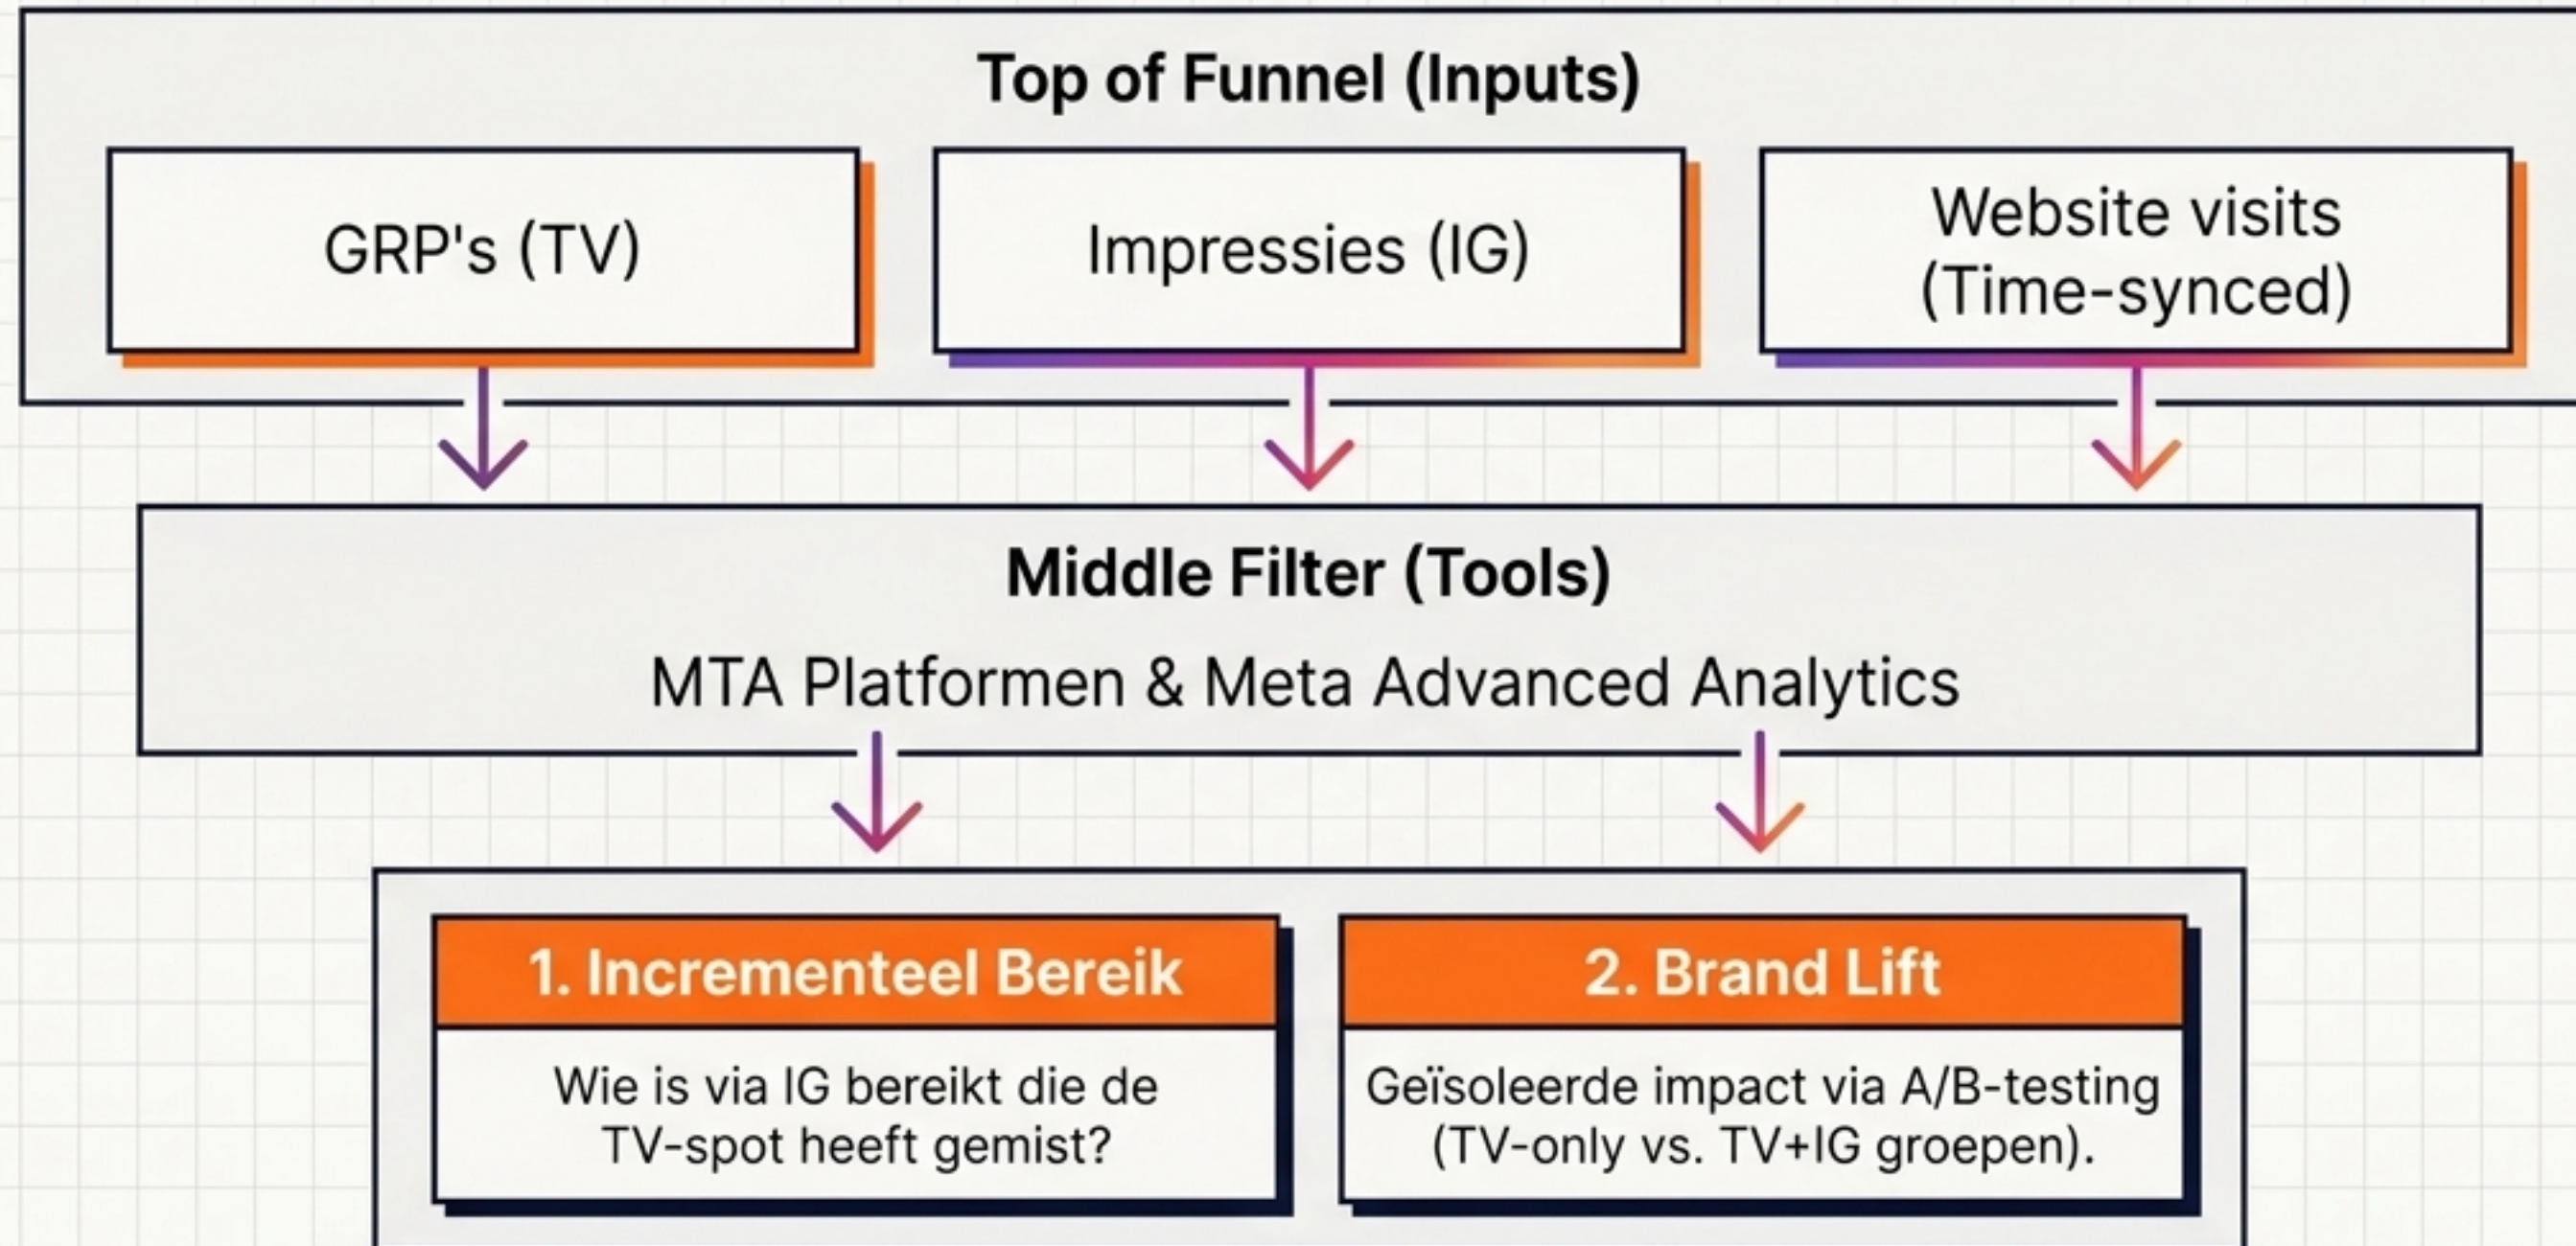 Top of Funnel (Inputs)
GRP's (TV)
Impressies (IG)
Website visits
(Time-synced)
Middle Filter (Tools)
MTA Platformen & Meta Advanced Analytics
1. Incrementeel Bereik
Wie is via IG bereikt die de
TV-spot heeft gemist?
2. Brand Lift
Geïsoleerde impact via A/B-testing
(TV-only vs. TV+IG groepen).